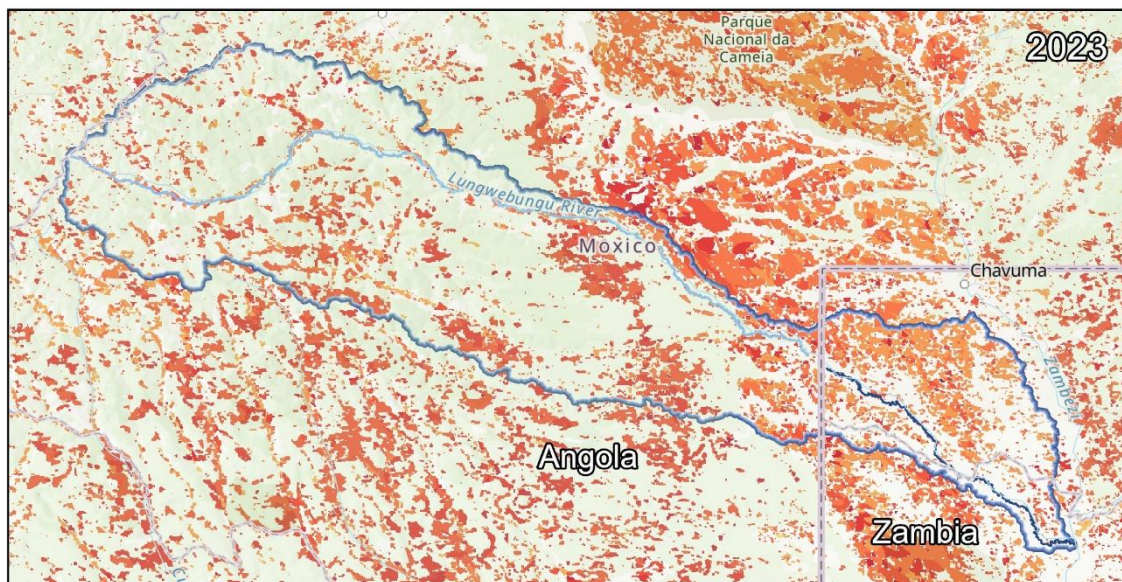 Parque
Nacional da
Cameia
2023
Lungwebungu River
Moxico
Chavuma
Zambezi
Angola
Zambia